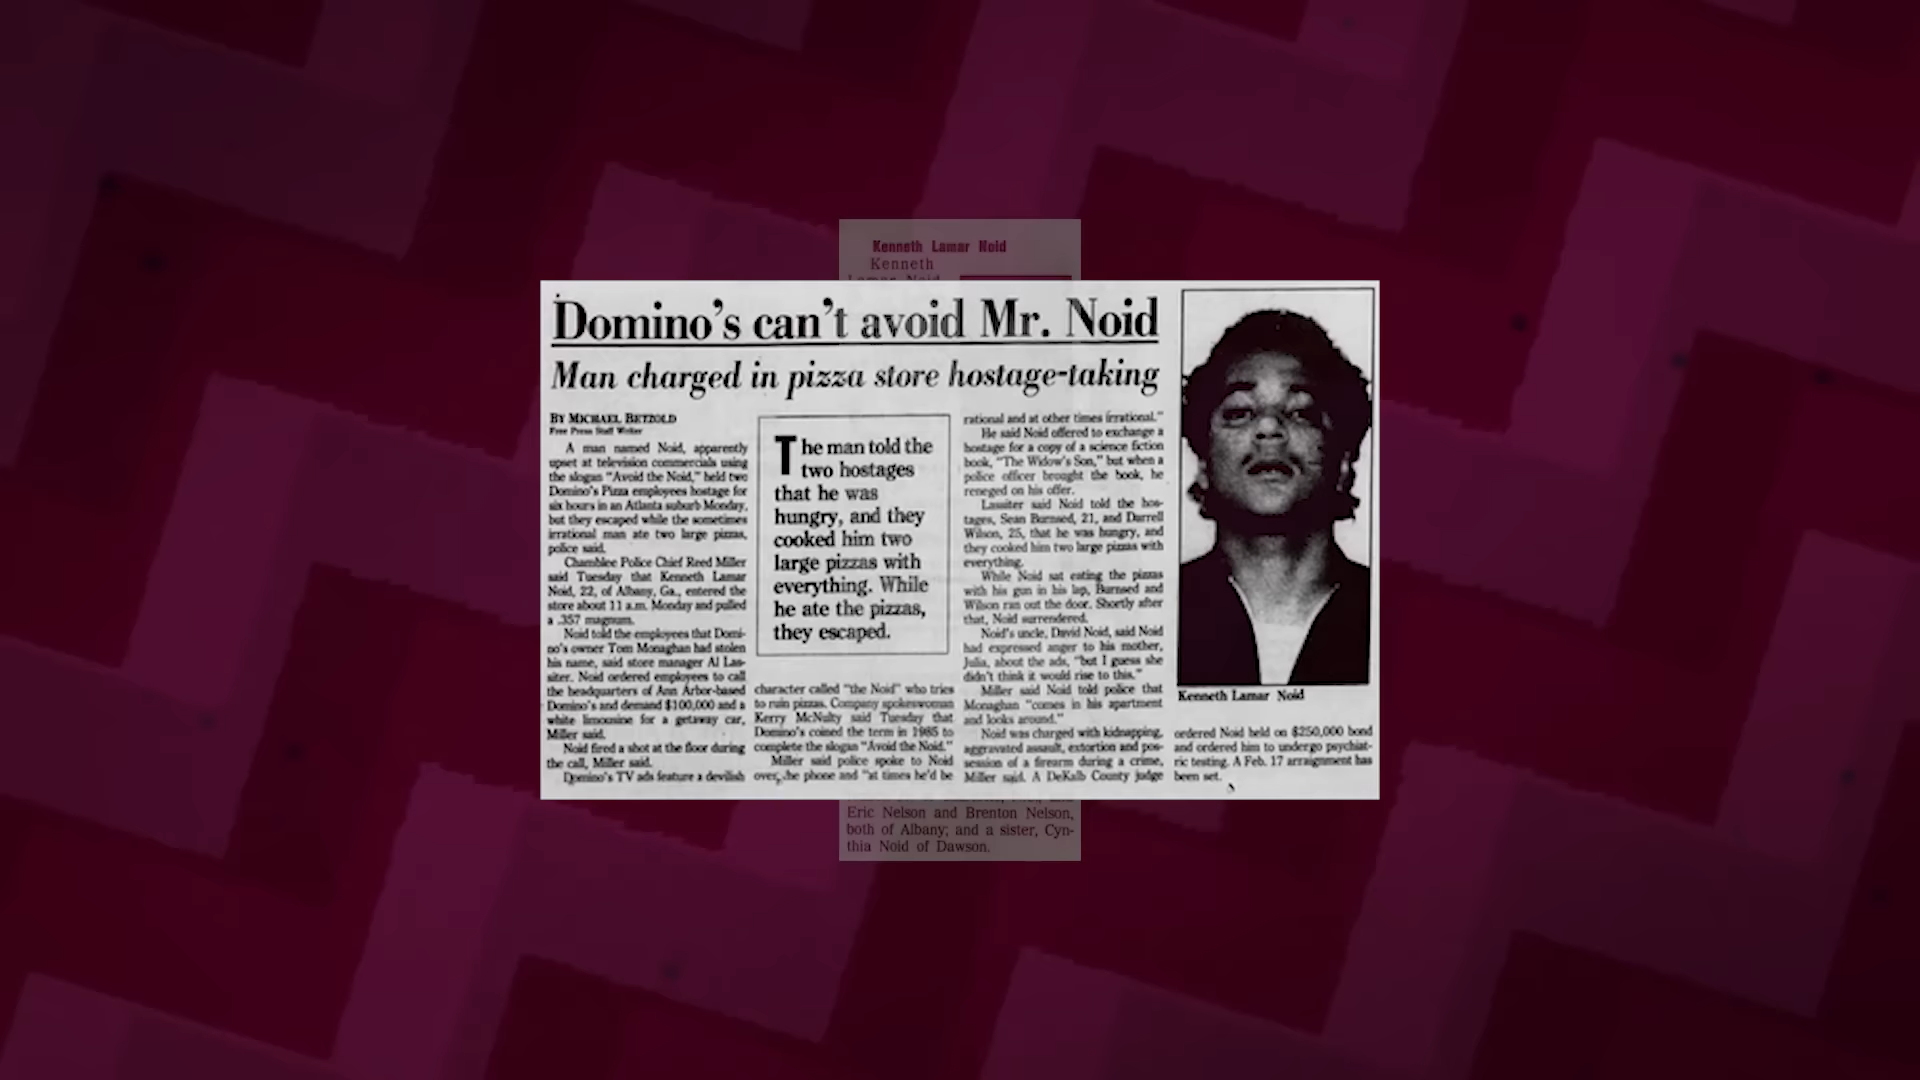 Kenneth Lamar Noid
Kenneth
Domino's can't avoid Mr. Noid
Man charged in pizza store hostage-taking
BY MICHAEL BETZOLD
Free Press Staff Writer
A man named Noid, apparently
upset at television commercials using
the slogan "Avoid the Noid," held two
Domino's Pizza employees hostage for
six hours in an Atlanta suburb Monday,
but they escaped while the sometimes
irrational man ate two large pizzas,
police said.
Chamblee Police Chief Reed Miller
said Tuesday that Kenneth Lamar
Noid, 22, of Albany, Ga., entered the
store about 11 a.m. Monday and pulled
a .357 magnum.
Noid told the employees that Domi-
no's owner Tom Monaghan had stolen
his name, said store manager Al Las-
siter. Noid ordered employees to call
the headquarters of Ann Arbor-based
Domino's and demand $100,000 and a
white limousine for a getaway car,
Miller said.
Noid fired a shot at the floor during
the call, Miller said.
Domino's TV ads feature a devilish
The man told the
two hostages
that he was
hungry, and they
cooked him two
large pizzas with
everything. While
he ate the pizzas,
they escaped.
character called "the Noid" who tries
to ruin pizzas. Company spokeswoman
Kerry McNulty said Tuesday that
Domino's coined the term in 1985 to
complete the slogan "Avoid the Noid."
Miller said police spoke to Noid
over the phone and "at times he'd be
rational and at other times irrational."
He said Noid offered to exchange a
hostage for a copy of a science fiction
book, "The Widow's Son," but when a
police officer brought the book, he
reneged on his offer.
Lassiter said Noid told the hos-
tages, Sean Burnsed, 21, and Darrell
Wilson, 25, that he was hungry, and
they cooked him two large pizzas with
everything.
While Noid sat eating the pizzas
with his gun in his lap, Burnsed and
Wilson ran out the door. Shortly after
that, Noid surrendered.
Noid's uncle, David Noid, said Noid
had expressed anger to his mother,
Julia, about the ads, "but I guess she
didn't think it would rise to this."
Miller said Noid told police that
Monaghan "comes in his apartment
and looks around."
Noid was charged with kidnapping,
aggravated assault, extortion and pos-
session of a firearm during a crime,
Miller said. A DeKalb County judge
Kenneth Lamar Noid
ordered Noid held on $250,000 bond
and ordered him to undergo psychiat-
ric testing. A Feb. 17 arraignment has
been set.
Eric Nelson and Brenton Nelson,
both of Albany; and a sister, Cyn-
thia Noid of Dawson.